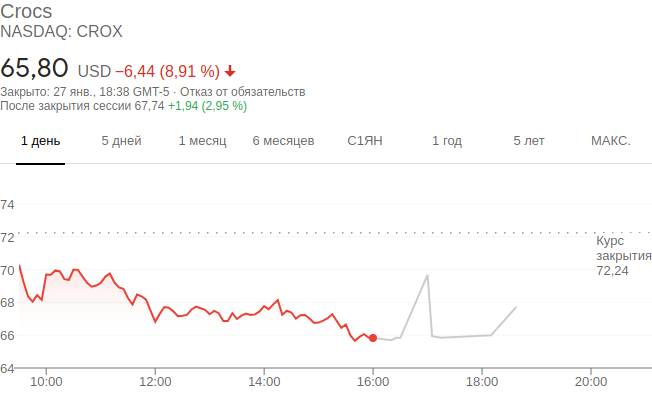 Crocs
NASDAQ: CROX
65,80 USD −6,44 (8,91 %)
Закрыто: 27 янв., 18:38 GMT-5 · Отказ от обязательств
После закрытия сессии 67,74 +1,94 (2,95 %)
1 день 5 дней 1 месяц 6 месяцев С1ЯН 1 год 5 лет МАКС.
74
72
Курс
закрытия
72,24
70
68
66
64
10:00 12:00 14:00 16:00 18:00 20:00